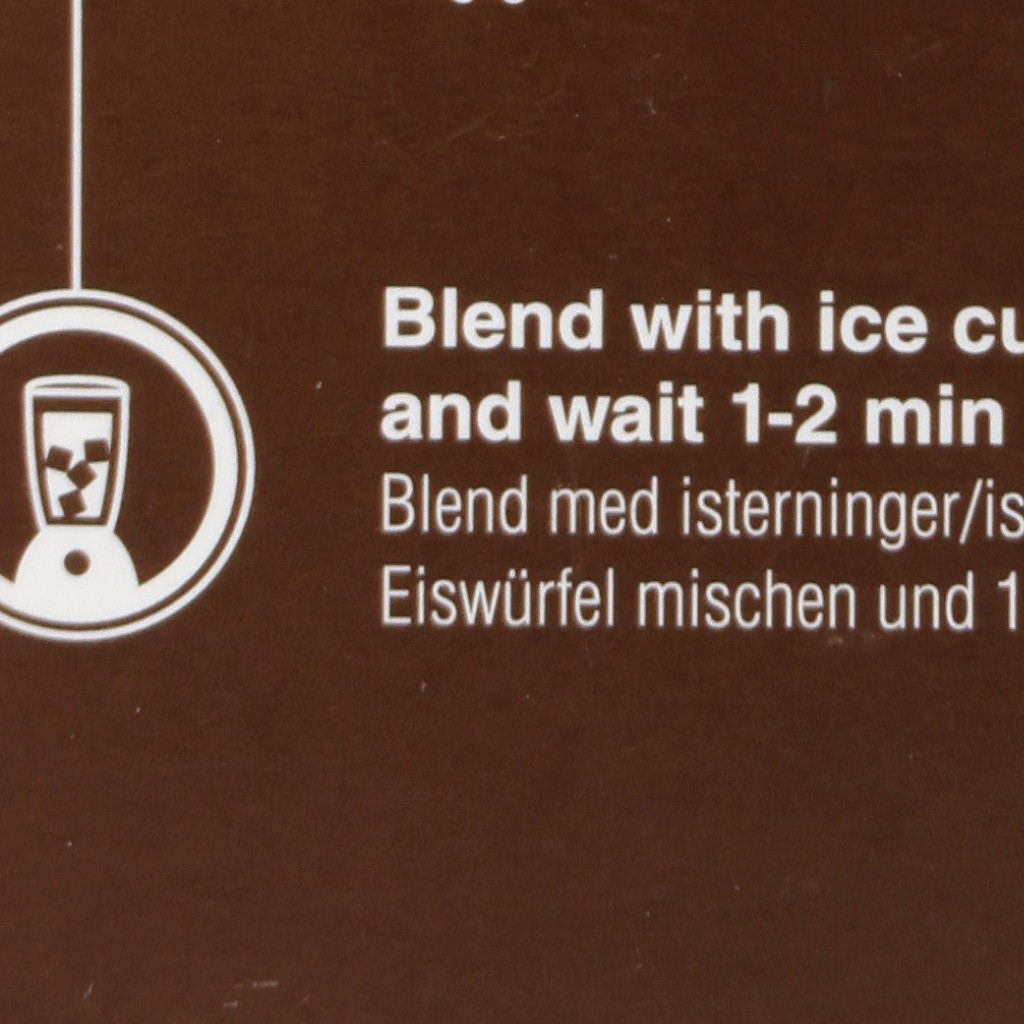 Blend with ice cu
and wait 1-2 min
Blend med isterninger/is
Eiswürfel mischen und 1